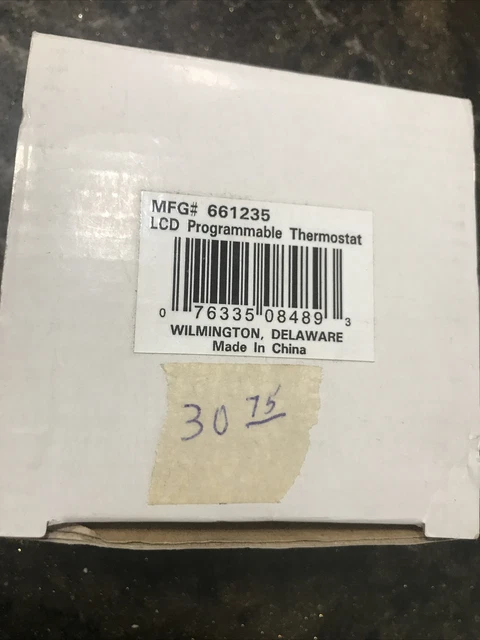 MFG# 661235
LCD Programmable Thermostat
0 76335 08489 3
WILMINGTON, DELAWARE
Made In China
30 75